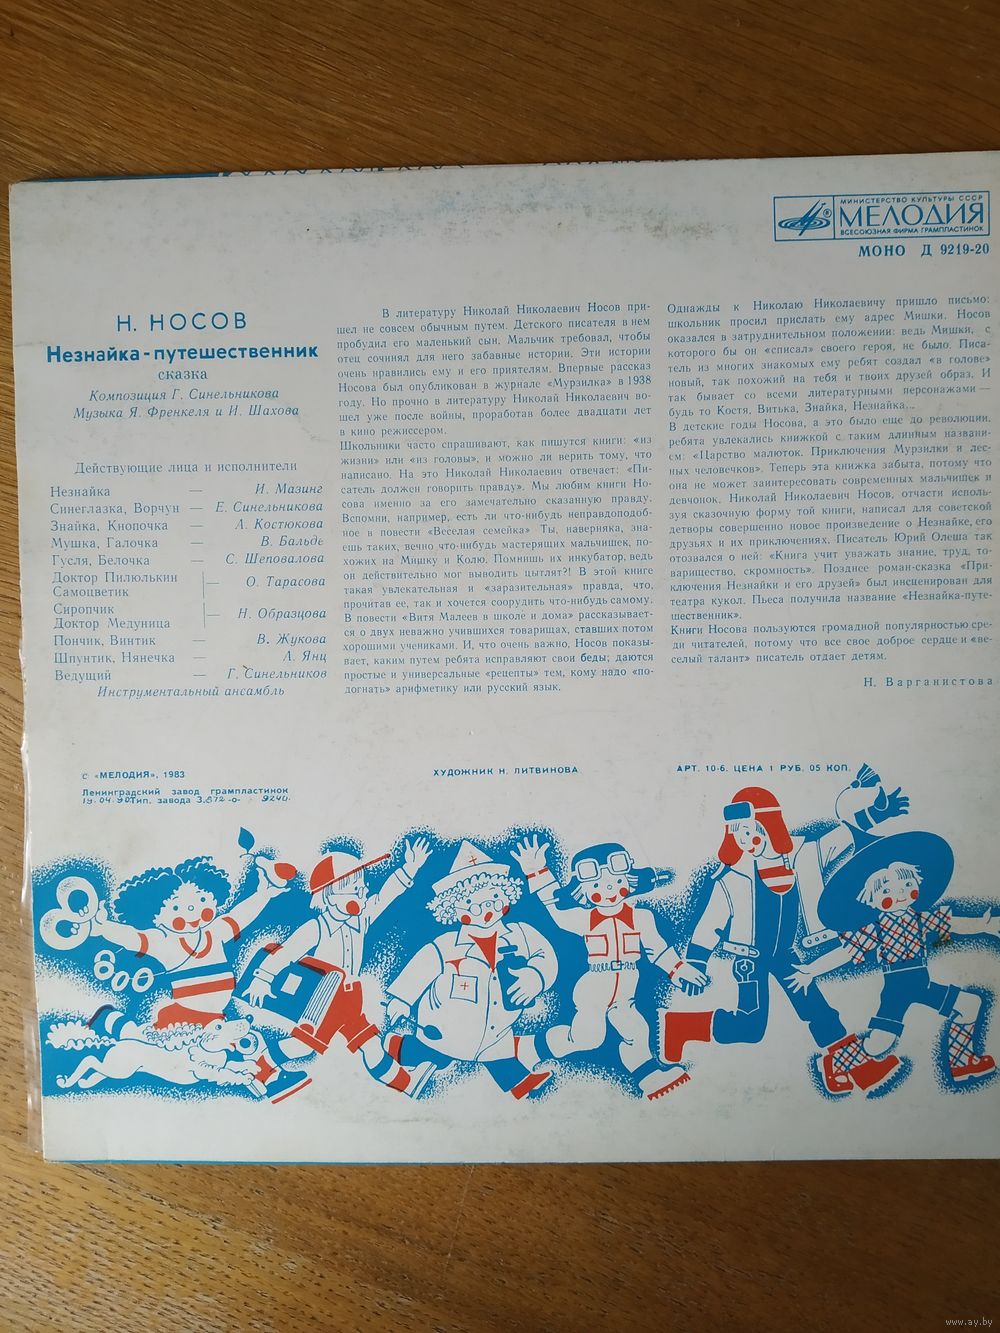 МИНИСТЕРСТВО КУЛЬТУРЫ СССР
МЕЛОДИЯ
ВСЕСОЮЗНАЯ ФИРМА ГРАМПЛАСТИНОК
МОНО Д 9219-20
Н. НОСОВ
Незнайка-путешественник
сказка
Композиция Г. Синельникова
Музыка Я. Френкеля и И. Шахова
Действующие лица и исполнители
Незнайка — И. Мазинг
Синеглазка, Ворчун — Е. Синельникова
Знайка, Кнопочка — А. Костюкова
Мушка, Галочка — В. Бальде
Гусля, Белочка — С. Шеповалова
Доктор Пилюлькин
Самоцветик — О. Тарасова
Сиропчик
Доктор Медуница — Н. Образцова
Пончик, Винтик — В. Жукова
Шпунтик, Нянечка — А. Янц
Ведущий — Г. Синельников
Инструментальный ансамбль
В литературу Николай Николаевич Носов при-
шел не совсем обычным путем. Детского писателя в нем
пробудил его маленький сын. Мальчик требовал, чтобы
отец сочинял для него забавные истории. Эти истории
очень нравились ему и его приятелям. Впервые рассказ
Носова был опубликован в журнале «Мурзилка» в 1938
году. Но прочно в литературу Николай Николаевич во-
шел уже после войны, проработав более двадцати лет
в кино режиссером.
Школьники часто спрашивают, как пишутся книги: «из
жизни» или «из головы», и можно ли верить тому, что
написано. На это Николай Николаевич отвечает: «Пи-
сатель должен говорить правду». Мы любим книги Но-
сова именно за его замечательно сказанную правду.
Вспомни, например, есть ли что-нибудь неправдоподоб-
ное в повести «Веселая семейка» Ты, наверняка, зна-
ешь таких, вечно что-нибудь мастерящих мальчишек, по-
хожих на Мишку и Колю. Помнишь их инкубатор, ведь
он действительно мог выводить цыплят?! В этой книге
такая увлекательная и «заразительная» правда, что,
прочитав ее, так и хочется соорудить что-нибудь самому.
В повести «Витя Малеев в школе и дома» рассказывает-
ся о двух неважно учившихся товарищах, ставших потом
хорошими учениками. И, что очень важно, Носов показы-
вает, каким путем ребята исправляют свои беды; даются
простые и универсальные «рецепты» тем, кому надо «по-
догнать» арифметику или русский язык.
Однажды к Николаю Николаевичу пришло письмо:
школьник просил прислать ему адрес Мишки. Носов
оказался в затруднительном положении: ведь Мишки, с
которого бы он «списал» своего героя, не было. Писа-
тель из многих знакомых ему ребят создал «в голове»
новый, так похожий на тебя и твоих друзей образ. И
так бывает со всеми литературными персонажами —
будь то Костя, Витька, Знайка, Незнайка...
В детские годы Носова, а это было еще до революции,
ребята увлекались книжкой с таким длинным названи-
ем: «Царство малюток. Приключения Мурзилки и лес-
ных человечков». Теперь эта книжка забыта, потому что
она не может заинтересовать современных мальчишек и
девчонок. Николай Николаевич Носов, отчасти исполь-
зуя сказочную форму той книги, написал для советской
детворы совершенно новое произведение о Незнайке, его
друзьях и их приключениях. Писатель Юрий Олеша так
отозвался о ней: «Книга учит уважать знание, труд, то-
варищество, скромность». Позднее роман-сказка «При-
ключения Незнайки и его друзей» был инсценирован для
театра кукол. Пьеса получила название «Незнайка-путе-
шественник».
Книги Носова пользуются громадной популярностью сре-
ди читателей, потому что все свое доброе сердце и «ве-
селый талант» писатель отдает детям.
Н. Варганистова
с «МЕЛОДИЯ», 1983
ХУДОЖНИК Н. ЛИТВИНОВА
АРТ. 10-6. ЦЕНА 1 РУБ. 05 КОП.
Ленинградский завод грампластинок
19.04.90 Тип. завода З.
www.ay.by